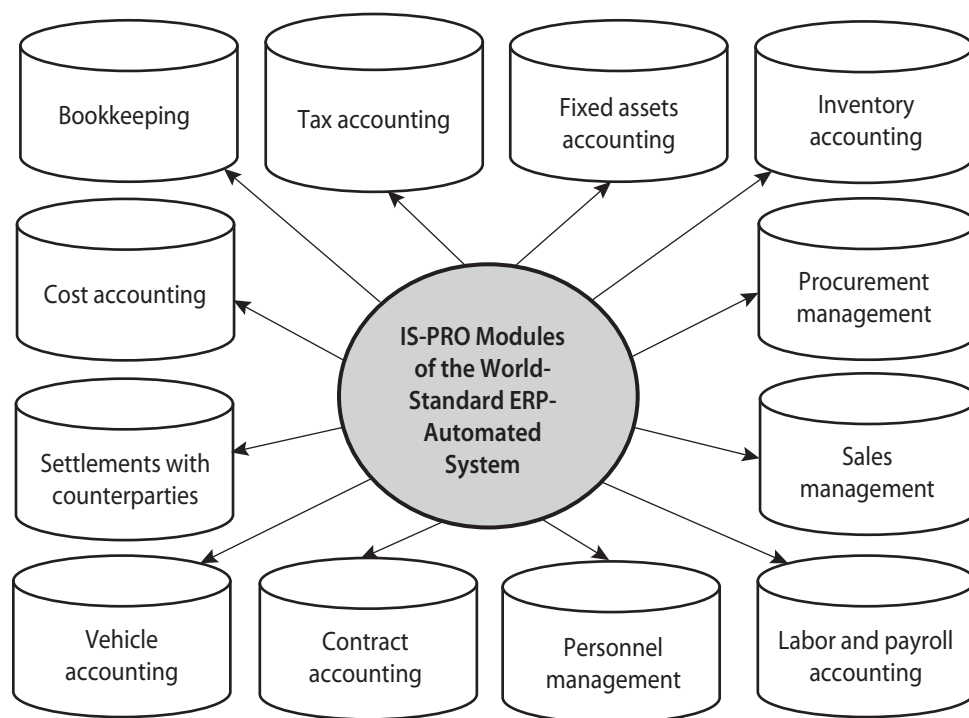 Bookkeeping
Tax accounting
Fixed assets
accounting
Inventory
accounting
Cost accounting
IS-PRO Modules
of the World-
Standard ERP-
Automated
System
Procurement
management
Settlements with
counterparties
Sales
management
Vehicle
accounting
Contract
accounting
Personnel
management
Labor and payroll
accounting